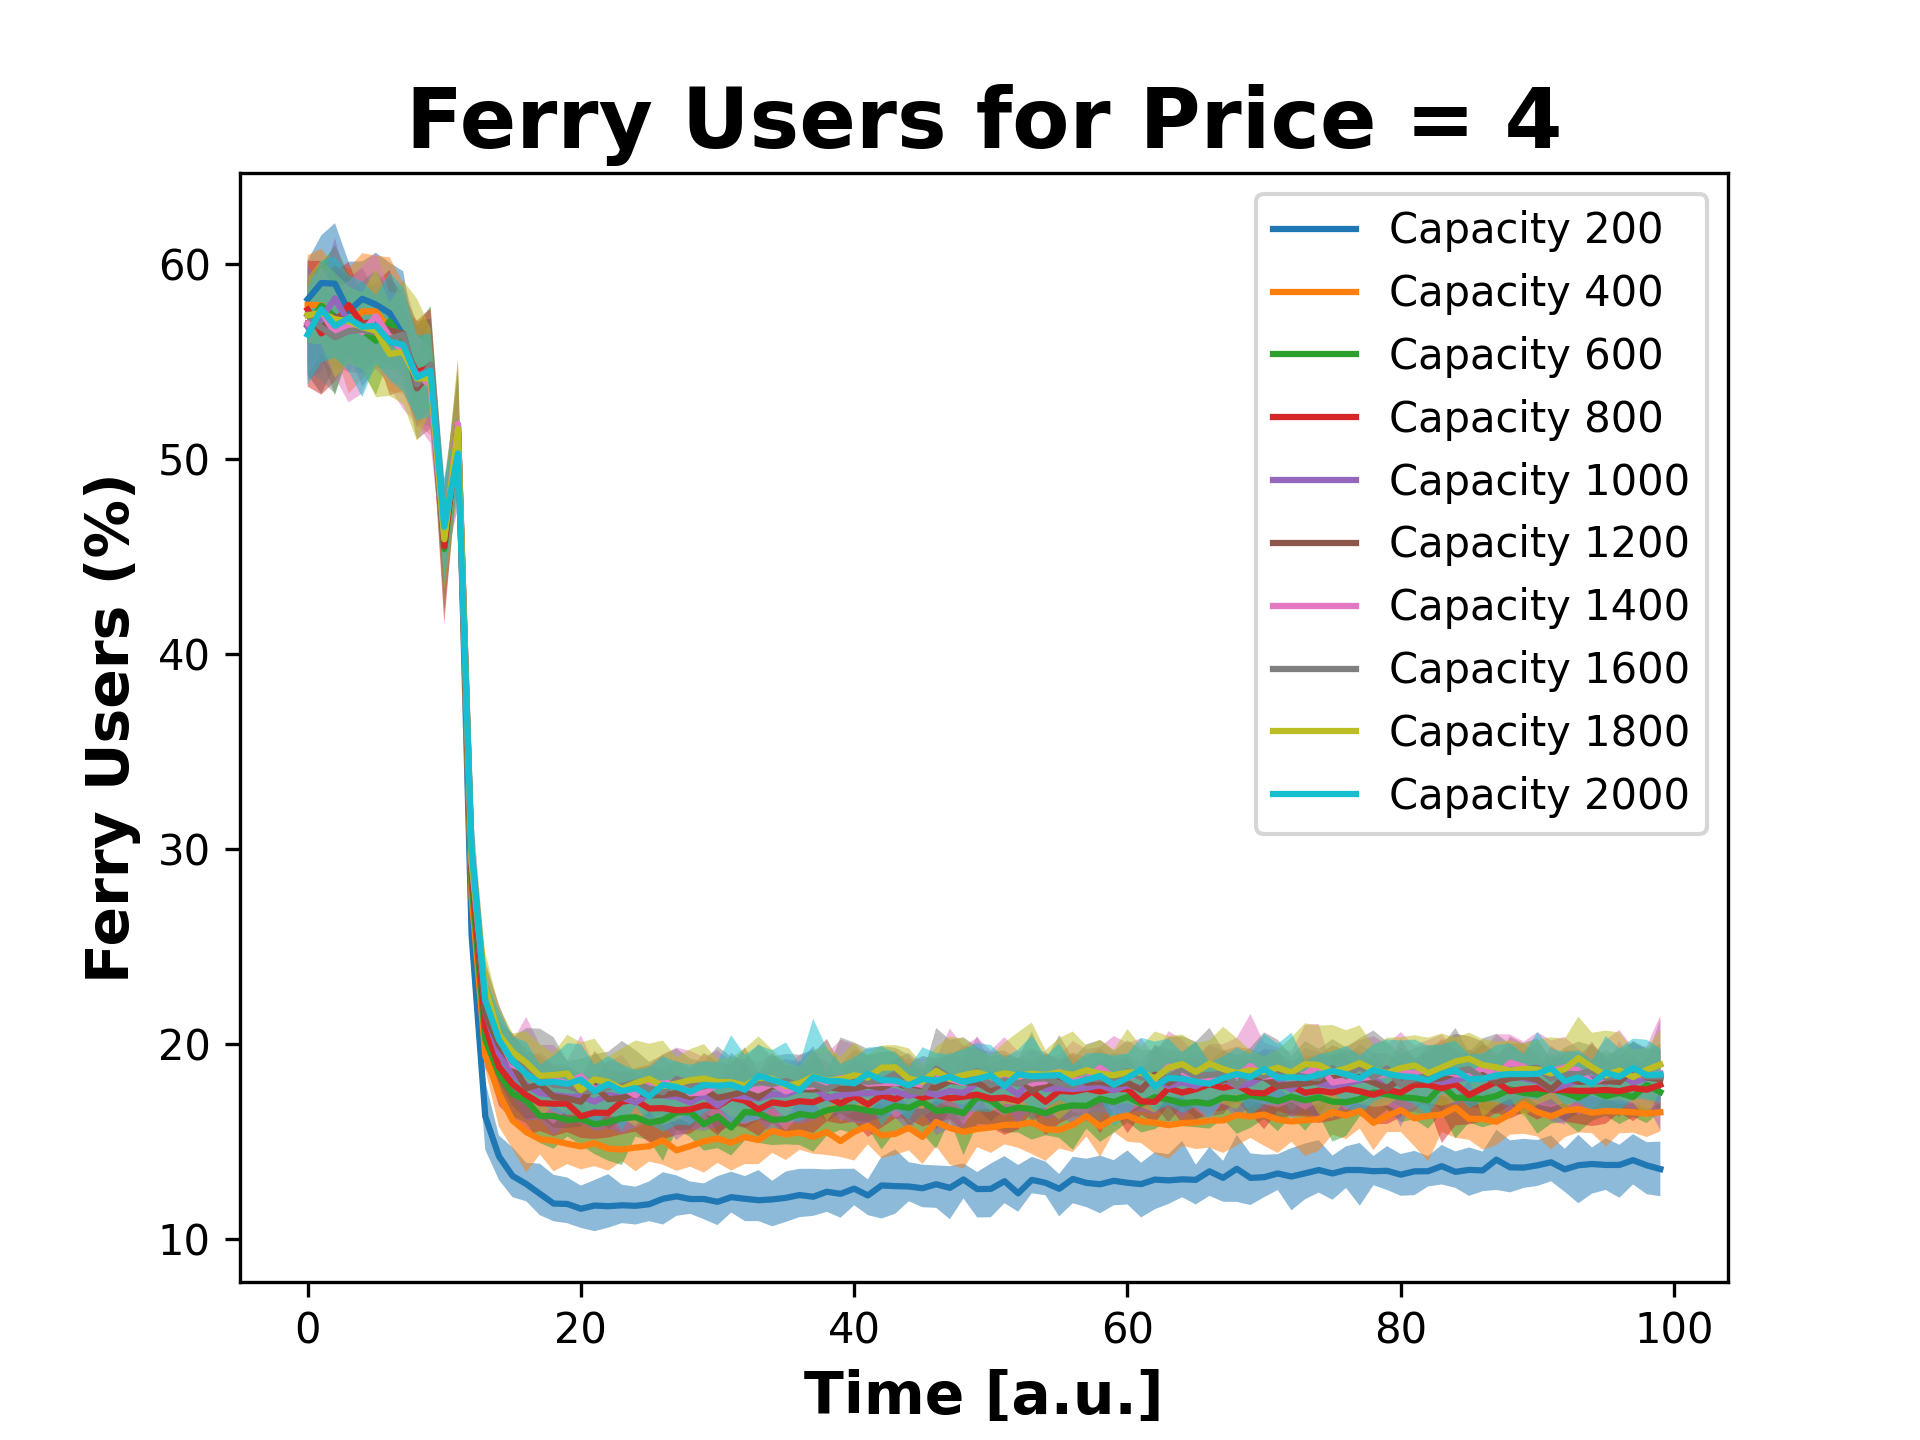 Ferry Users for Price = 4
Ferry Users (%)
60
50
40
30
20
10
Capacity 200
Capacity 400
Capacity 600
Capacity 800
Capacity 1000
Capacity 1200
Capacity 1400
Capacity 1600
Capacity 1800
Capacity 2000
0 20 40 60 80 100
Time [a.u.]